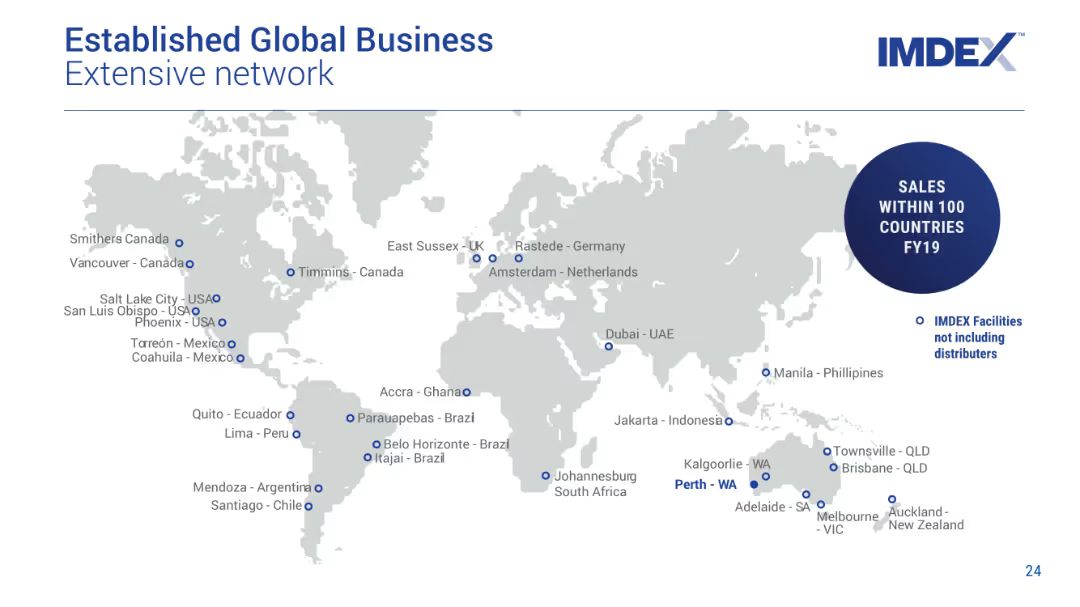 Established Global Business
Extensive network
IMDEX™
SALES
WITHIN 100
COUNTRIES
FY19
IMDEX Facilities
not including
distributers
Smithers Canada
Vancouver - Canada
Timmins - Canada
Salt Lake City - USA
San Luis Obispo - USA
Phoenix - USA
Torreón - Mexico
Coahuila - Mexico
East Sussex - UK
Rastede - Germany
Amsterdam - Netherlands
Dubai - UAE
Accra - Ghana
Manila - Phillipines
Quito - Ecuador
Parauapebas - Brazil
Lima - Peru
Belo Horizonte - Brazil
Itajai - Brazil
Jakarta - Indonesia
Mendoza - Argentina
Santiago - Chile
Johannesburg
South Africa
Townsville - QLD
Kalgoorlie - WA
Brisbane - QLD
Perth - WA
Adelaide - SA
Melbourne
- VIC
Auckland -
New Zealand
24